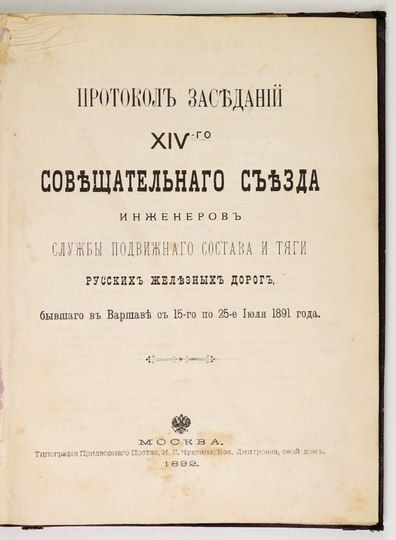 ПРОТОКОЛЪ ЗАСѢДАНІЙ
XIV-ГО
СОВѢЩАТЕЛЬНАГО СЪѢЗДА
ИНЖЕНЕРОВЪ
СЛУЖБЫ ПОДВИЖНАГО СОСТАВА И ТЯГИ
РУССКИХЪ ЖЕЛѢЗНЫХЪ ДОРОГЪ,
бывшаго въ Варшавѣ съ 15-го по 25-е Іюля 1891 года.
МОСКВА.
Типографія Придворнаго Постав. И. Г. Чуксина, Бол. Дмитровка, свой домъ.
1892.